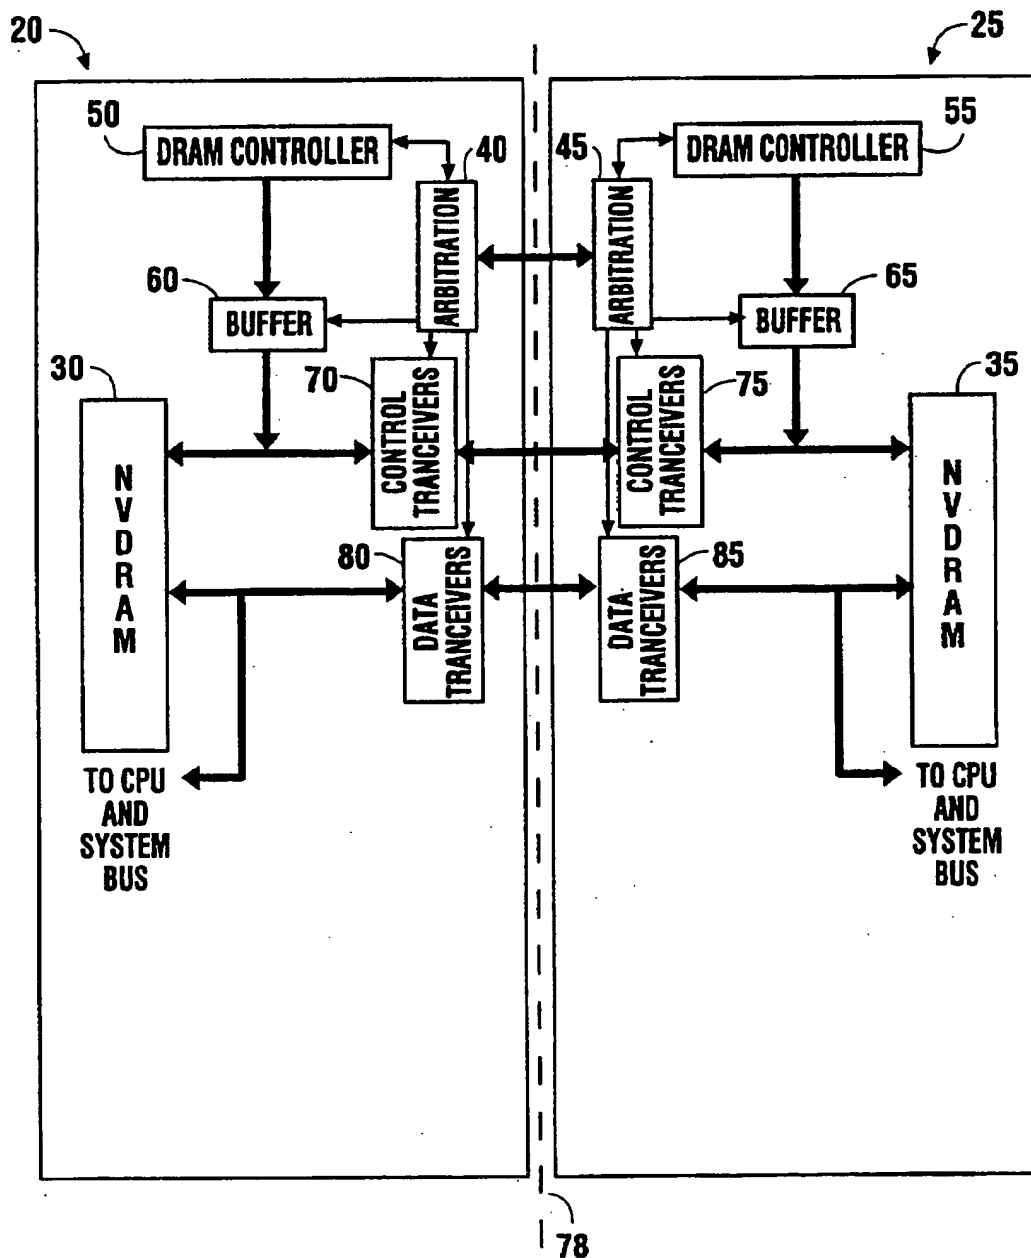 20
25
50
DRAM CONTROLLER
40
45
DRAM CONTROLLER
55
ARBITRATION
ARBITRATION
60
BUFFER
65
BUFFER
30
NVDRAM
70
CONTROL
TRANCEIVERS
75
CONTROL
TRANCEIVERS
35
NVDRAM
80
DATA
TRANCEIVERS
85
DATA
TRANCEIVERS
TO CPU
AND
SYSTEM
BUS
TO CPU
AND
SYSTEM
BUS
78